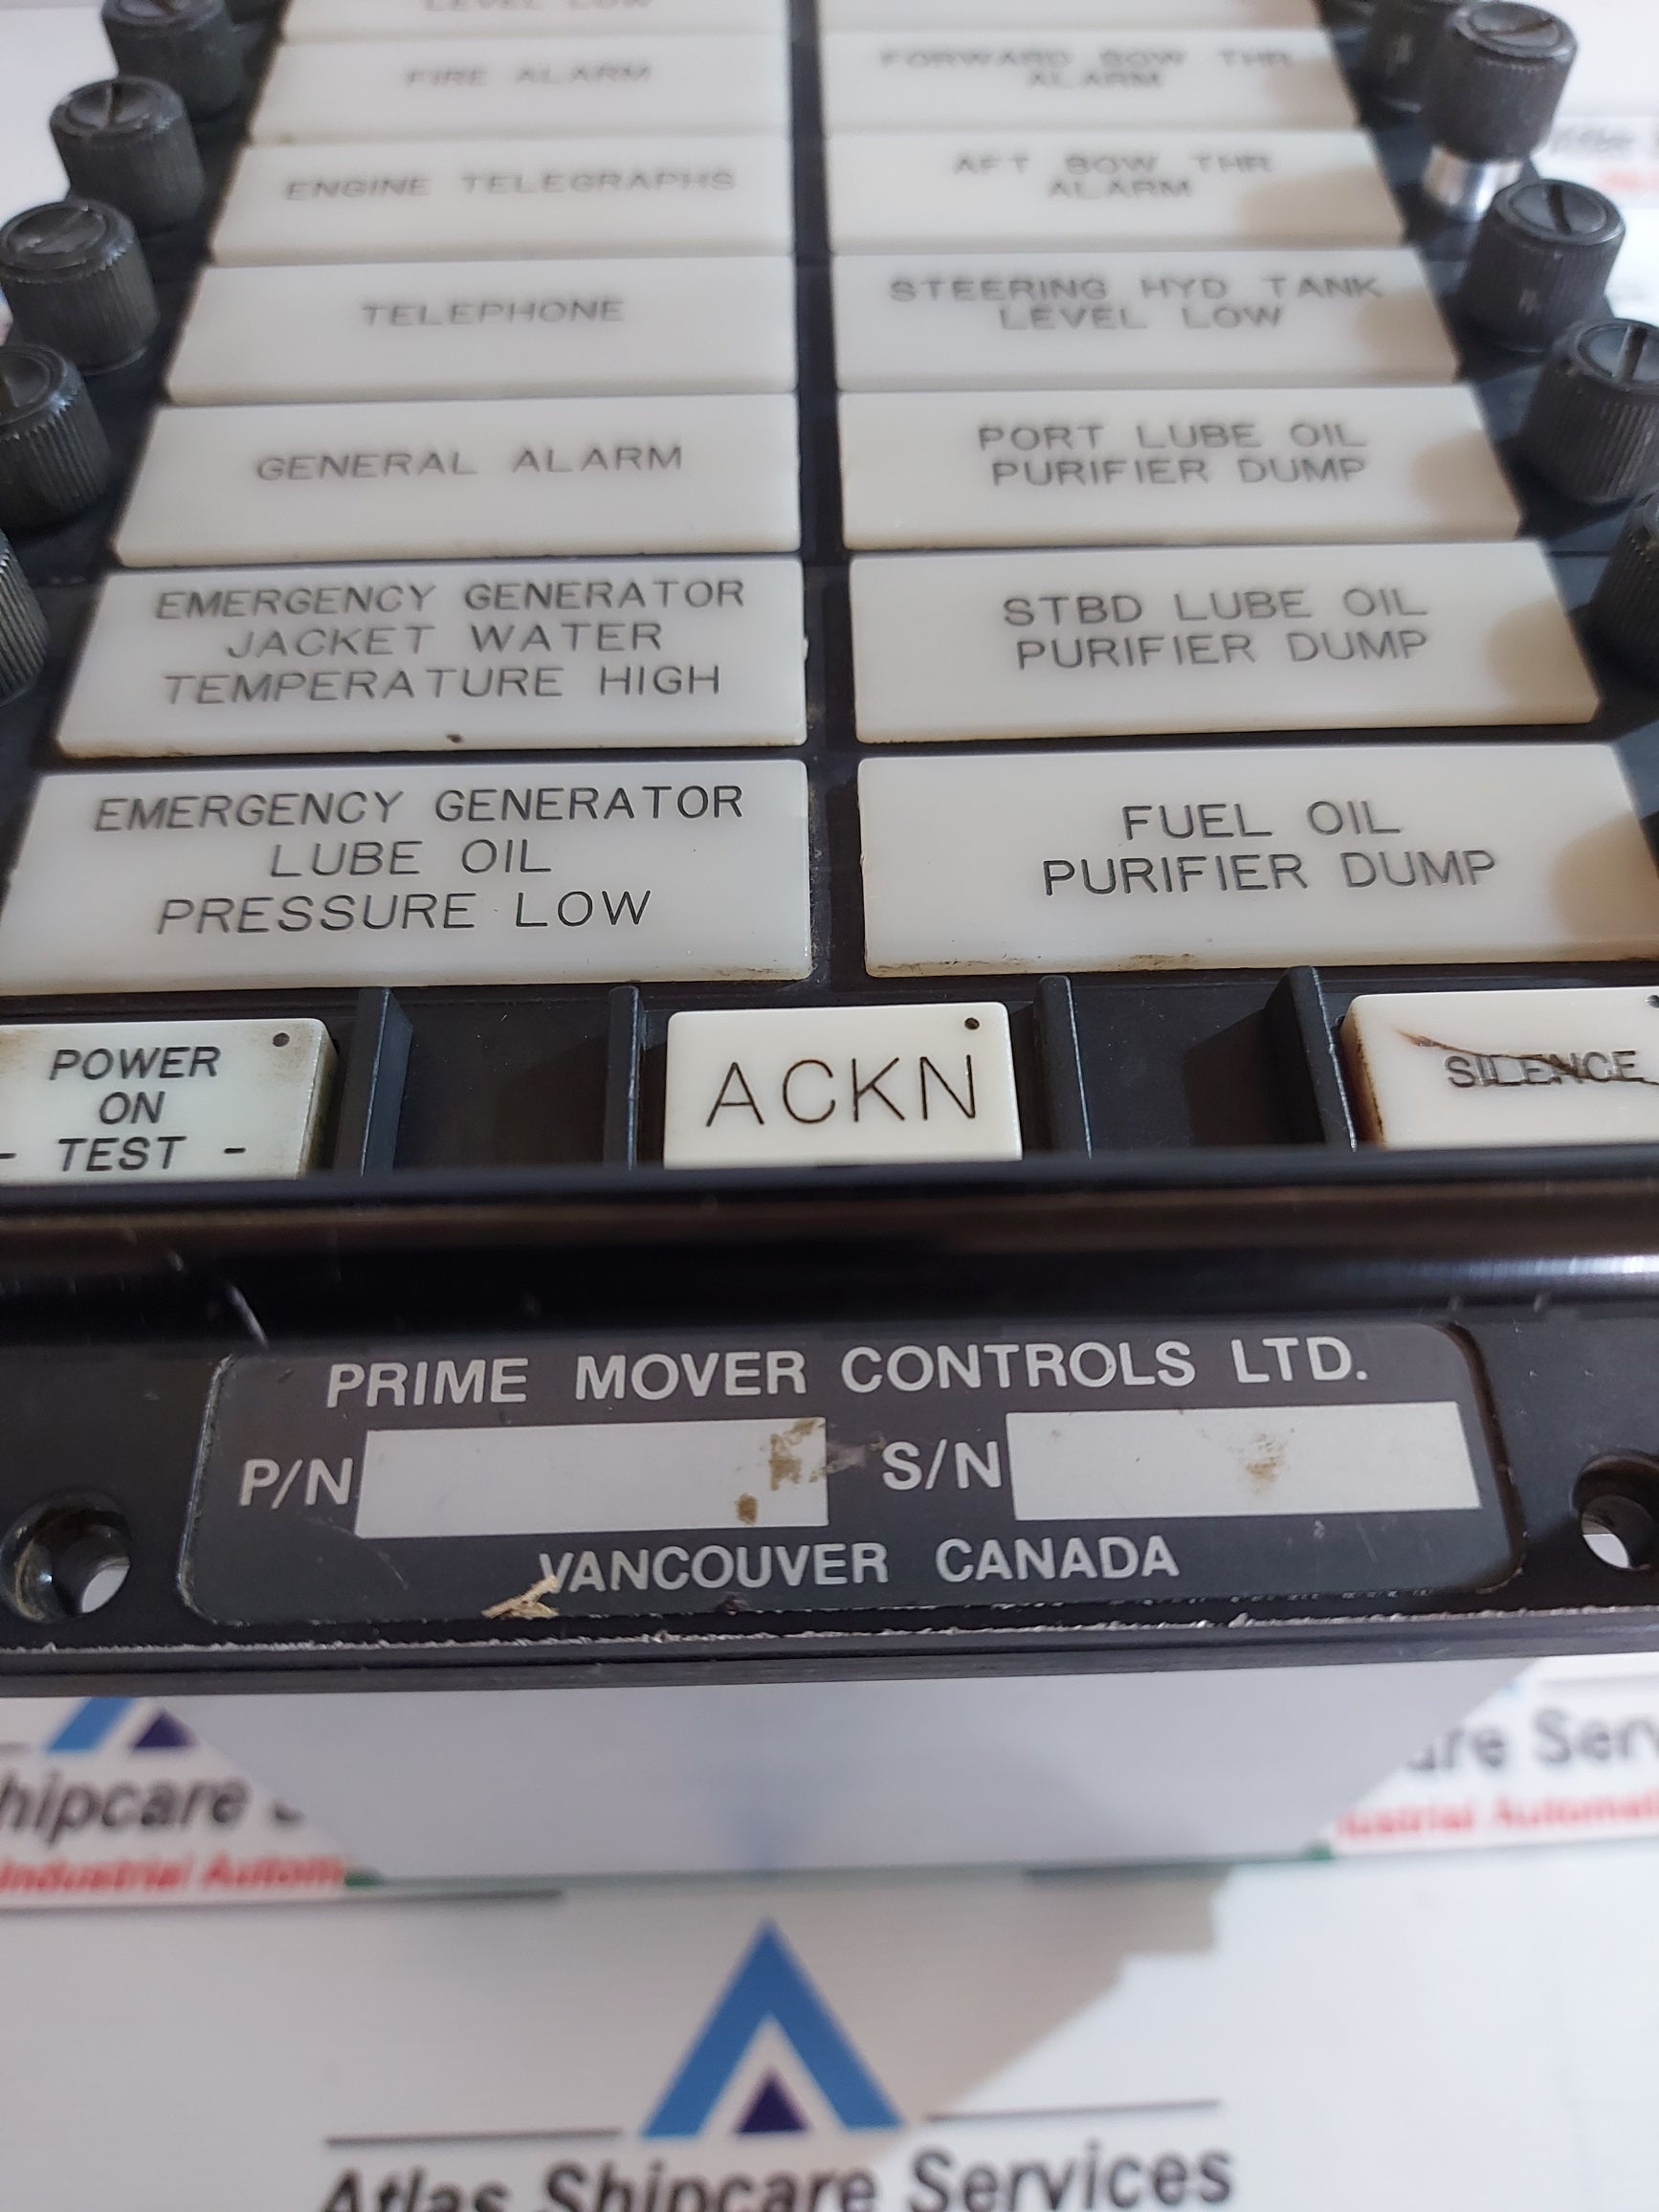 LEVEL LOW
FIRE ALARM
ENGINE TELEGRAPHS
TELEPHONE
GENERAL ALARM
EMERGENCY GENERATOR
JACKET WATER
TEMPERATURE HIGH
EMERGENCY GENERATOR
LUBE OIL
PRESSURE LOW
FORWARD BOW THR
ALARM
AFT BOW THR
ALARM
STEERING HYD TANK
LEVEL LOW
PORT LUBE OIL
PURIFIER DUMP
STBD LUBE OIL
PURIFIER DUMP
FUEL OIL
PURIFIER DUMP
POWER
ON
- TEST -
ACKN
SILENCE
PRIME MOVER CONTROLS LTD.
P/N S/N
VANCOUVER CANADA
Atlas Shipcare Services